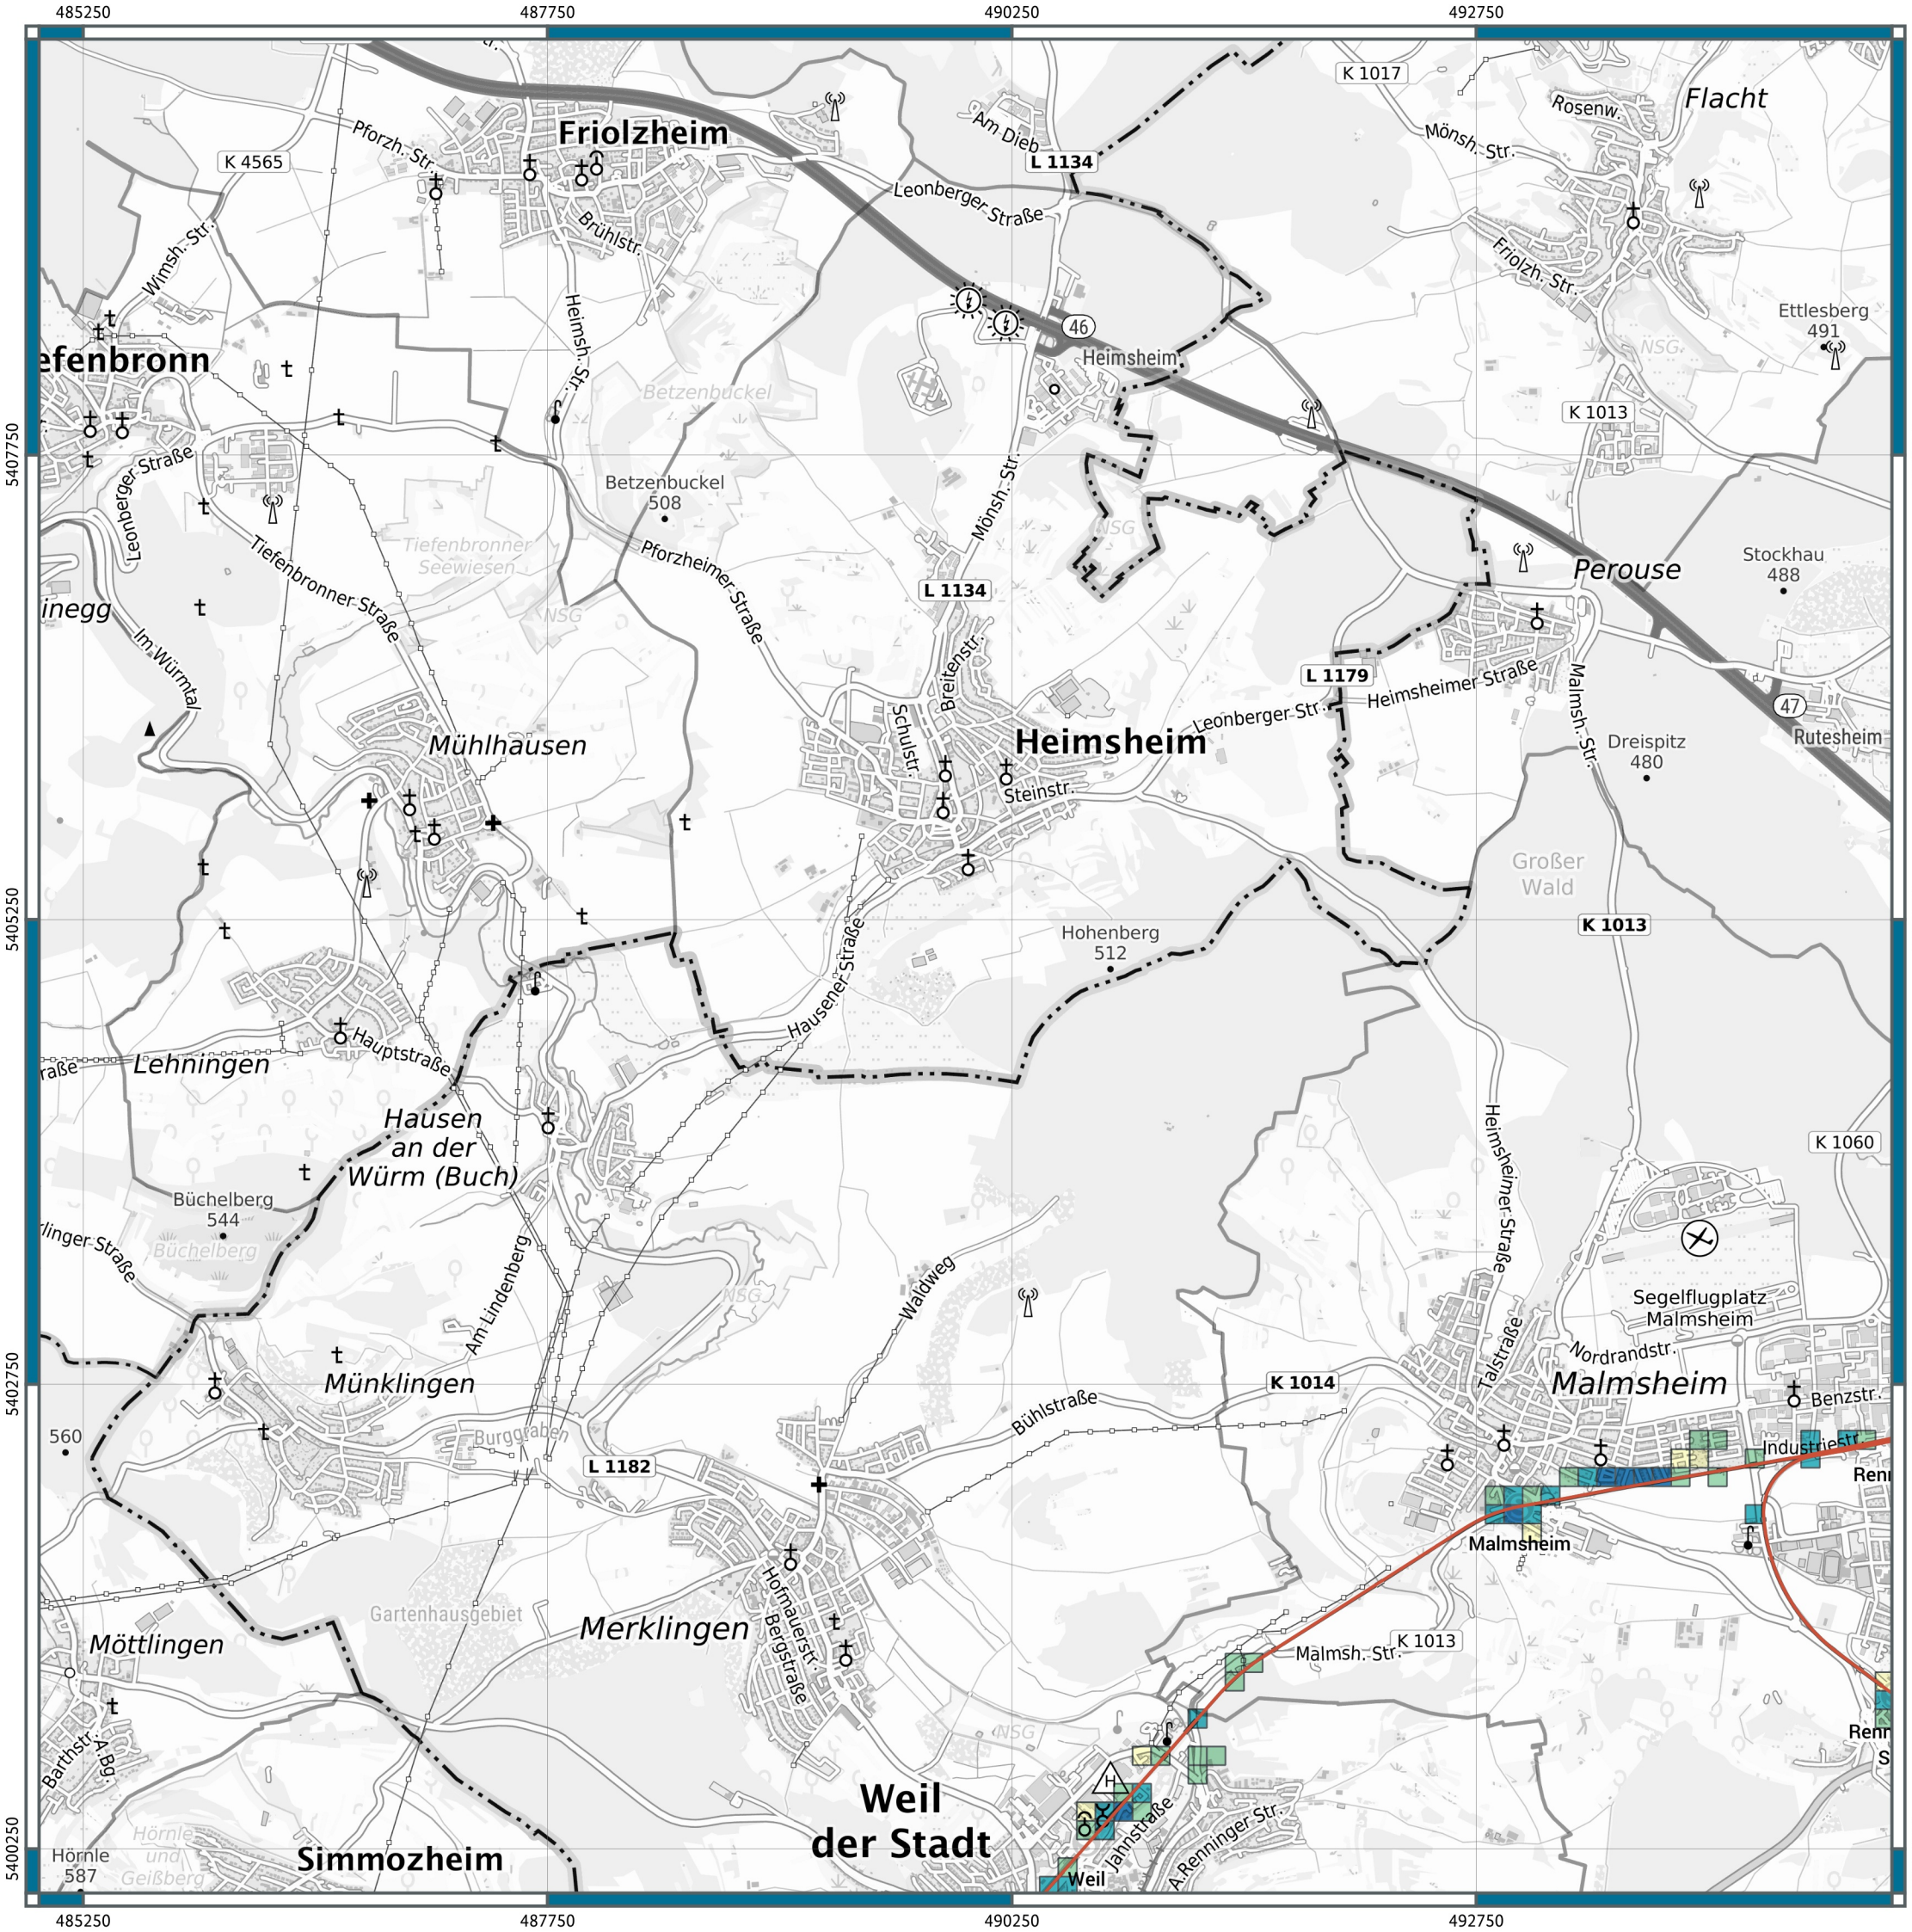 485250
487750
490250
492750
K 1017
Flacht
Rosenw.
Mönsh. Str.
Am Dieb
Friolzheim
Pforzh. Str.
K 4565
L 1134
Leonberger Straße
Brühlstr.
Wimsh. Str.
Friolzh. Str.
Ettlesberg
491
NSG
Heimsh. Str.
46
Heimsheim
efenbronn
Betzenbuckel
K 1013
5407750
Leonberger Straße
Betzenbuckel
508
Mönsh. Str.
NSG
Tiefenbronner
Seewiesen
Tiefenbronner Straße
Pforzheimer Straße
Stockhau
488
Perouse
L 1134
inegg
NSG
Im Würmtal
Breitenstr.
L 1179
Heimsheimer Straße
Malmsh. Str.
47
Rutesheim
Leonberger Str.
Schulstr.
Mühlhausen
Heimsheim
Dreispitz
480
Steinstr.
Großer
Wald
5405250
K 1013
Hohenberg
512
Hausener Straße
Hauptstraße
Lehningen
raße
Hausen
an der
Würm (Buch)
Heimsheimer Straße
K 1060
Büchelberg
544
Büchelberg
linger Straße
Am Lindenberg
NSG
Waldweg
Segelflugplatz
Malmsheim
Talstraße
Nordrandstr.
5402750
Münklingen
K 1014
Malmsheim
Benzstr.
Bühlstraße
560
Burggraben
L 1182
Industriestr.
Renn
Malmsheim
Gartenhausgebiet
Merklingen
Hofmauerstr.
Bergstraße
Möttlingen
K 1013
Malmsh. Str.
NSG
Renn
S
Barthstr.
A.Bg.
Weil
der Stadt
Jahnstraße
A.Renninger Str.
5400250
Hörnle
587
Hörnle
und
Geißberg
Simmozheim
Weil
485250
487750
490250
492750